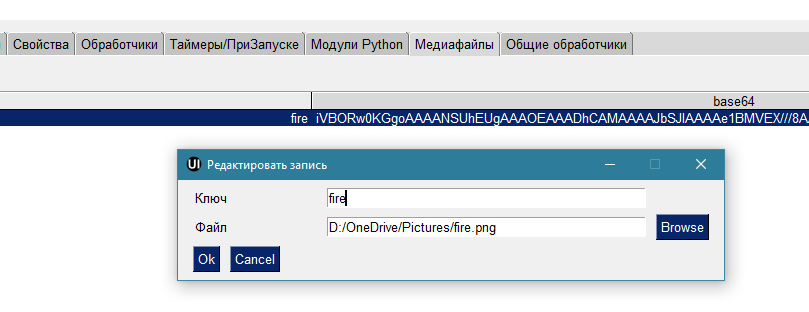 Свойства Обработчики Таймеры/ПриЗапуске Модули Python Медиафайлы Общие обработчики
base64
fire iVBORw0KGgoAAAANSUhEUgAAAOEAAADhCAMAAAAJbSJIAAAAe1BMVEX///8A
UI Редактировать запись
Ключ fire
Файл D:/OneDrive/Pictures/fire.png Browse
Ok Cancel